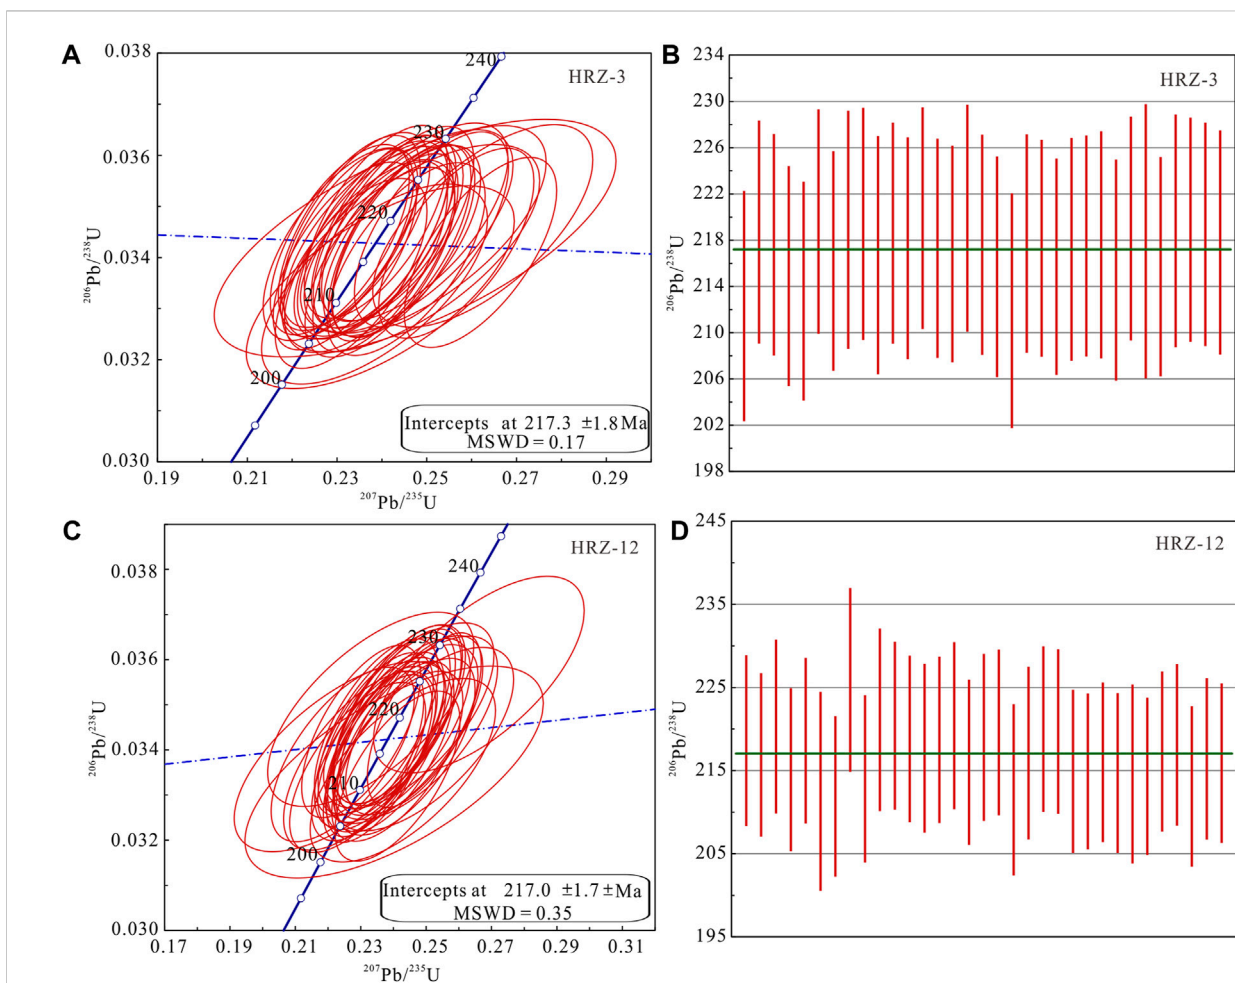 A
HRZ-3
0.038
0.036
0.034
0.032
0.030
²⁰⁶Pb/²³⁸U
240
230
220
210
200
Intercepts at 217.3 ±1.8Ma
MSWD = 0.17
0.19 0.21 0.23 0.25 0.27 0.29
²⁰⁷Pb/²³⁵U
B
HRZ-3
234
230
226
222
218
214
210
206
202
198
²⁰⁶Pb/²³⁸U
C
HRZ-12
0.038
0.036
0.034
0.032
0.030
²⁰⁶Pb/²³⁸U
240
230
220
210
200
Intercepts at 217.0 ±1.7±Ma
MSWD = 0.35
0.17 0.19 0.21 0.23 0.25 0.27 0.29 0.31
²⁰⁷Pb/²³⁵U
D
HRZ-12
245
235
225
215
205
195
²⁰⁶Pb/²³⁸U